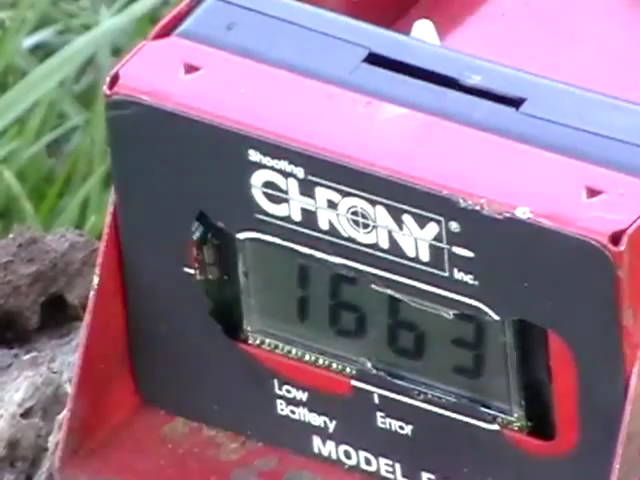 Shooting
CHRONY®
Inc.
1663
Low Battery
Error
MODEL